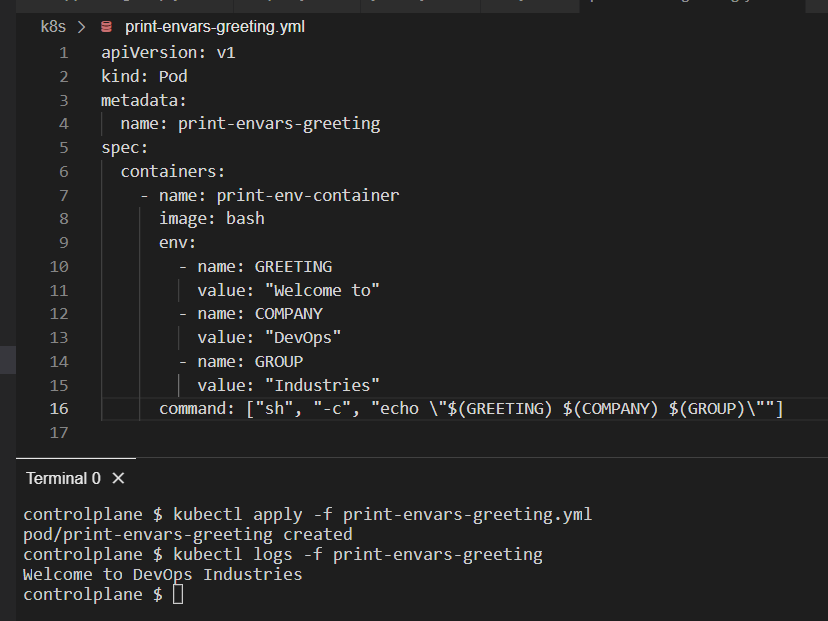 k8s > print-envars-greeting.yml
1 apiVersion: v1
2 kind: Pod
3 metadata:
4   name: print-envars-greeting
5 spec:
6   containers:
7     - name: print-env-container
8       image: bash
9       env:
10         - name: GREETING
11           value: "Welcome to"
12         - name: COMPANY
13           value: "DevOps"
14         - name: GROUP
15           value: "Industries"
16       command: ["sh", "-c", "echo \"$(GREETING) $(COMPANY) $(GROUP)\""]
17
Terminal 0 ×
controlplane $ kubectl apply -f print-envars-greeting.yml
pod/print-envars-greeting created
controlplane $ kubectl logs -f print-envars-greeting
Welcome to DevOps Industries
controlplane $